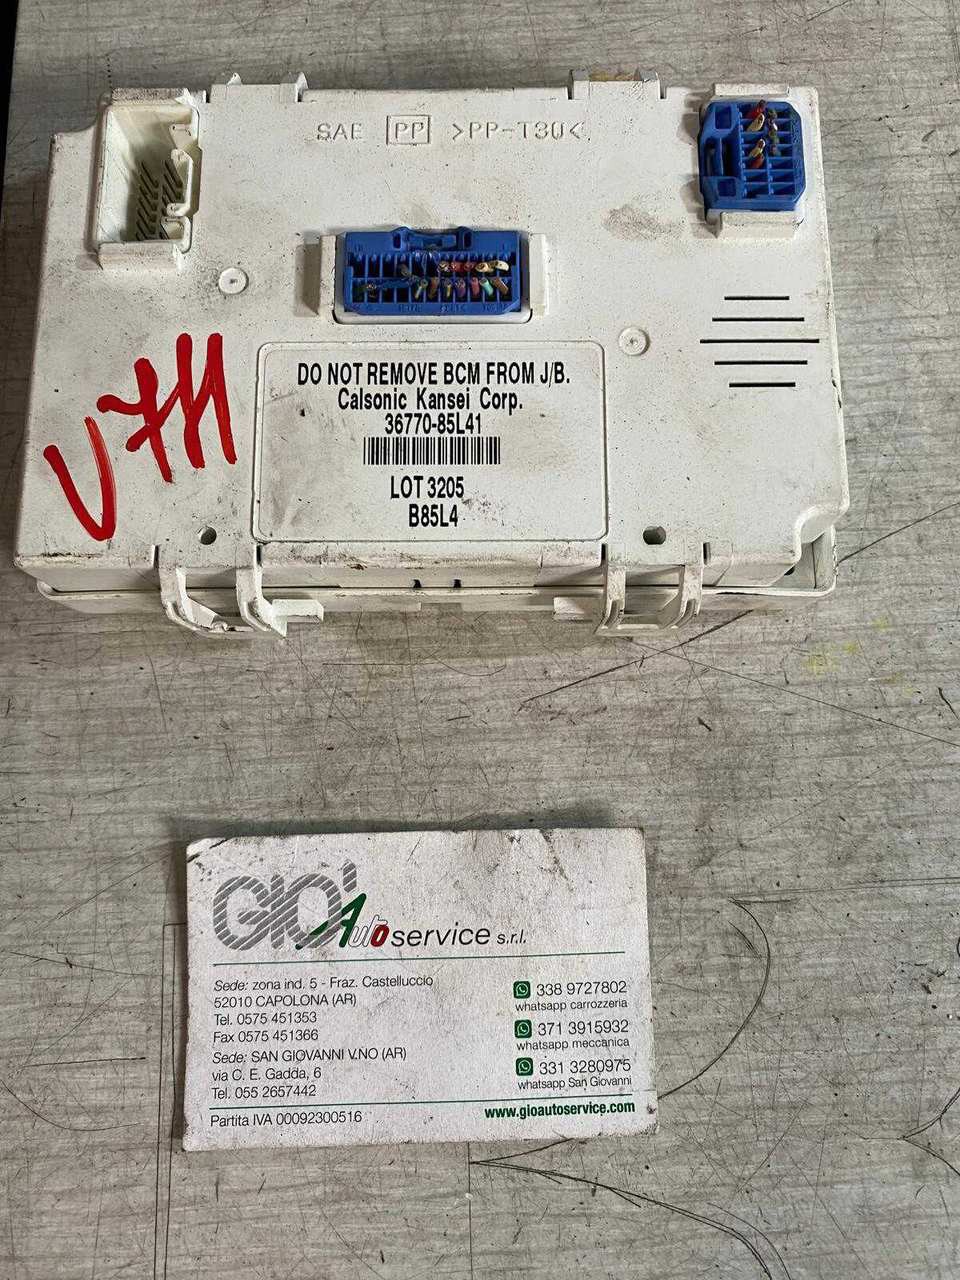 SAE PP >PP-T30<
DO NOT REMOVE BCM FROM J/B.
Calsonic Kansei Corp.
36770-85L41
LOT 3205
B85L4
GIO' Auto service s.r.l.
Sede: zona ind. 5 - Fraz. Castelluccio
52010 CAPOLONA (AR)
Tel. 0575 451353
Fax 0575 451366
Sede: SAN GIOVANNI V.NO (AR)
via C. E. Gadda, 6
Tel. 055 2657442
338 9727802
whatsapp carrozzeria
371 3915932
whatsapp meccanica
331 3280975
whatsapp San Giovanni
Partita IVA 00092300516
www.gioautoservice.com